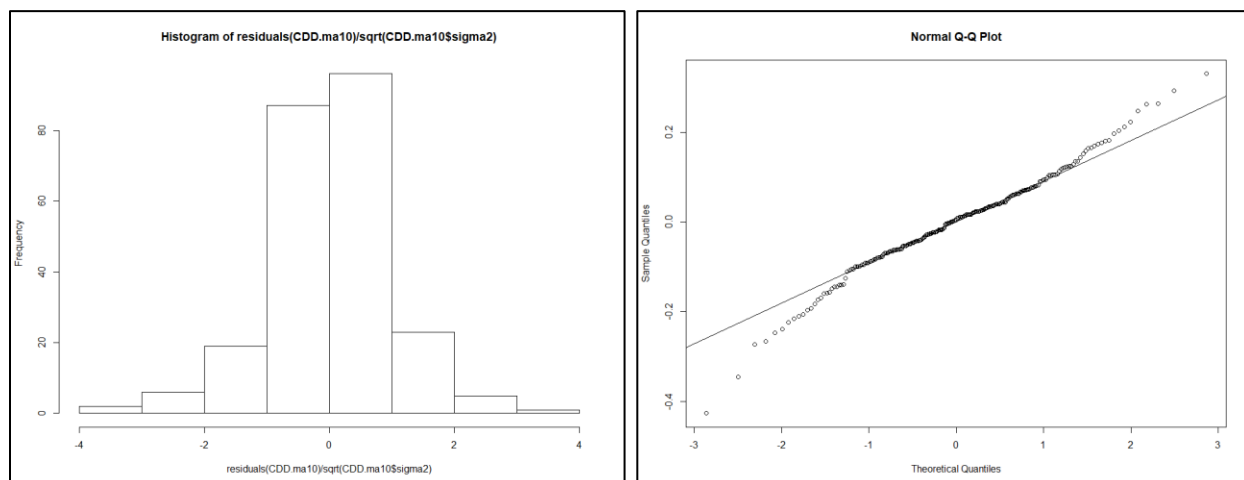 Histogram of residuals(CDD.ma10)/sqrt(CDD.ma10$sigma2)
Frequency
80
60
40
20
0
-4 -2 0 2 4
residuals(CDD.ma10)/sqrt(CDD.ma10$sigma2)
Normal Q-Q Plot
Sample Quantiles
0.2
0.0
-0.2
-0.4
-3 -2 -1 0 1 2 3
Theoretical Quantiles